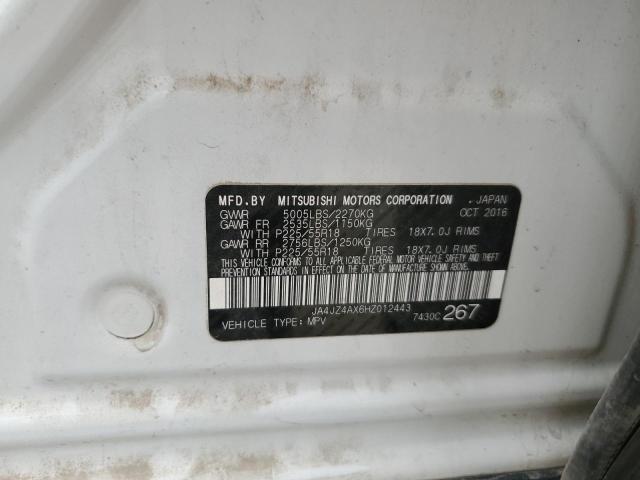 MFD.BY MITSUBISHI MOTORS CORPORATION , JAPAN
GVWR 5005LBS/2270KG OCT 2016
GAWR FR 2535LBS/1150KG
WITH P225/55R18 TIRES 18X7.0J RIMS
GAWR RR 2756LBS/1250KG
WITH P225/55R18 TIRES 18X7.0J RIMS
THIS VEHICLE CONFORMS TO ALL APPLICABLE FEDERAL MOTOR VEHICLE SAFETY AND THEFT
PREVENTION STANDARDS IN EFFECT ON THE DATE OF MANUFACTURE SHOWN ABOVE.
JA4JZ4AX6HZ012443
VEHICLE TYPE: MPV 7430C 267